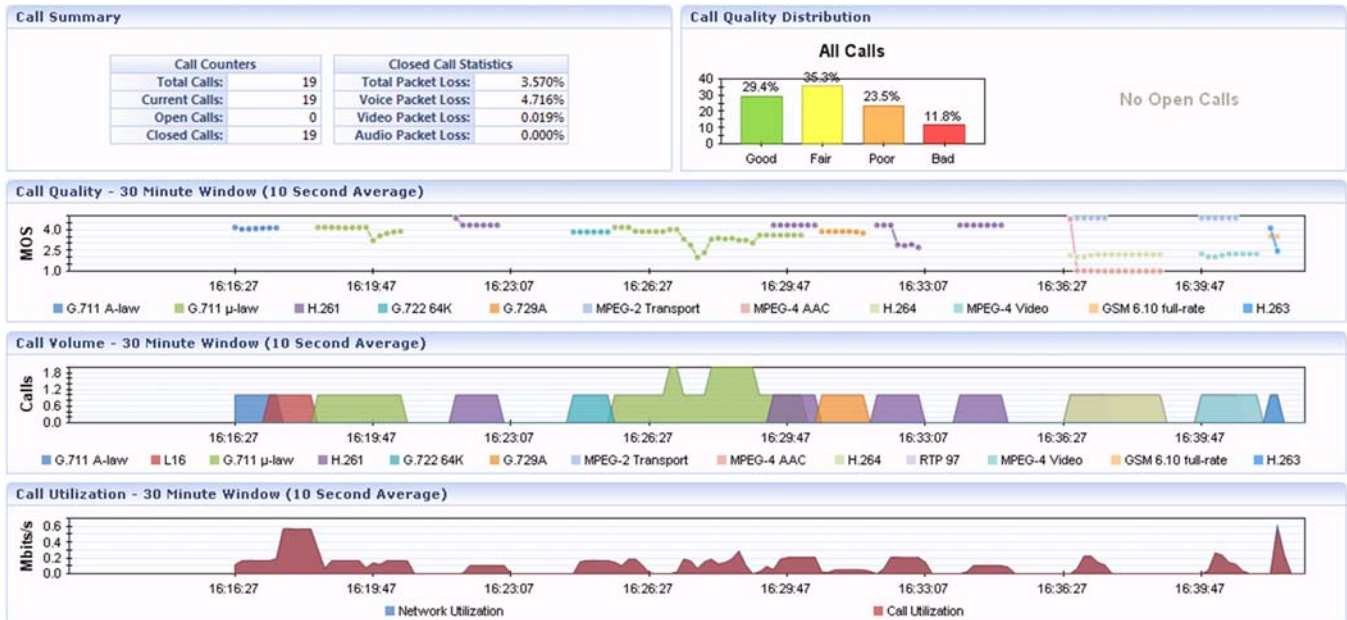 Call Summary
Call Counters
Total Calls: 19
Current Calls: 19
Open Calls: 0
Closed Calls: 19
Closed Call Statistics
Total Packet Loss: 3.570%
Voice Packet Loss: 4.716%
Video Packet Loss: 0.019%
Audio Packet Loss: 0.000%
Call Quality Distribution
All Calls
40
30
20
10
0
29.4%
35.3%
23.5%
11.8%
Good Fair Poor Bad
No Open Calls
Call Quality - 30 Minute Window (10 Second Average)
MOS
4.0
2.5
1.0
16:16:27 16:19:47 16:23:07 16:26:27 16:29:47 16:33:07 16:36:27 16:39:47
G.711 A-law G.711 µ-law H.261 G.722 64K G.729A MPEG-2 Transport MPEG-4 AAC H.264 MPEG-4 Video GSM 6.10 full-rate H.263
Call Volume - 30 Minute Window (10 Second Average)
Calls
1.8
1.2
0.6
0.0
16:16:27 16:19:47 16:23:07 16:26:27 16:29:47 16:33:07 16:36:27 16:39:47
G.711 A-law L16 G.711 µ-law H.261 G.722 64K G.729A MPEG-2 Transport MPEG-4 AAC H.264 RTP 97 MPEG-4 Video GSM 6.10 full-rate H.263
Call Utilization - 30 Minute Window (10 Second Average)
Mbits/s
0.6
0.4
0.2
0.0
16:16:27 16:19:47 16:23:07 16:26:27 16:29:47 16:33:07 16:36:27 16:39:47
Network Utilization Call Utilization